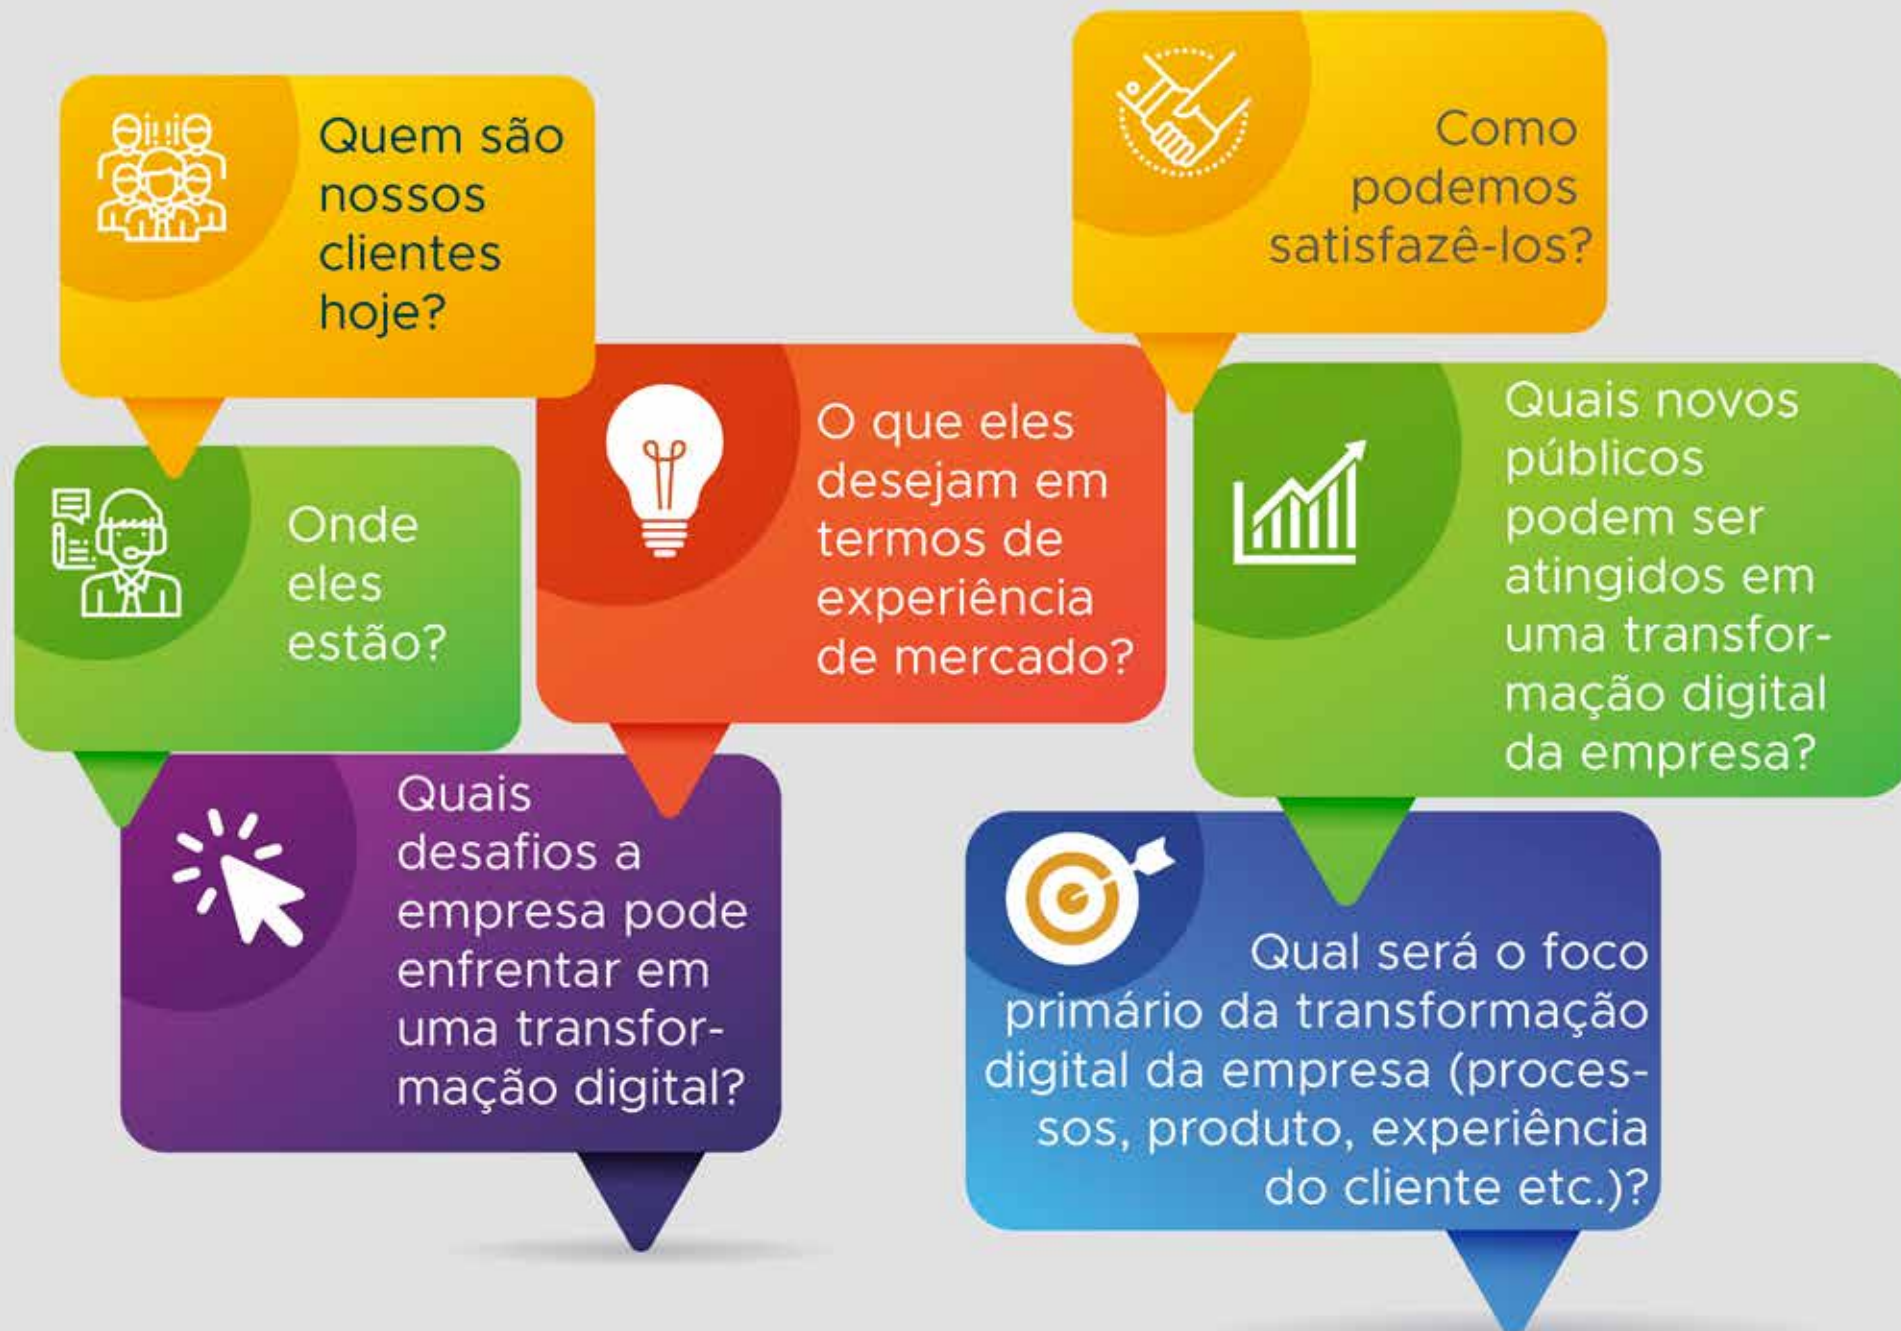 Quem são
nossos
clientes
hoje?
Onde
eles
estão?
O que eles
desejam em
termos de
experiência
de mercado?
Como
podemos
satisfazê-los?
Quais novos
públicos
podem ser
atingidos em
uma transfor-
mação digital
da empresa?
Quais
desafios a
empresa pode
enfrentar em
uma transfor-
mação digital?
Qual será o foco
primário da transformação
digital da empresa (proces-
sos, produto, experiência
do cliente etc.)?